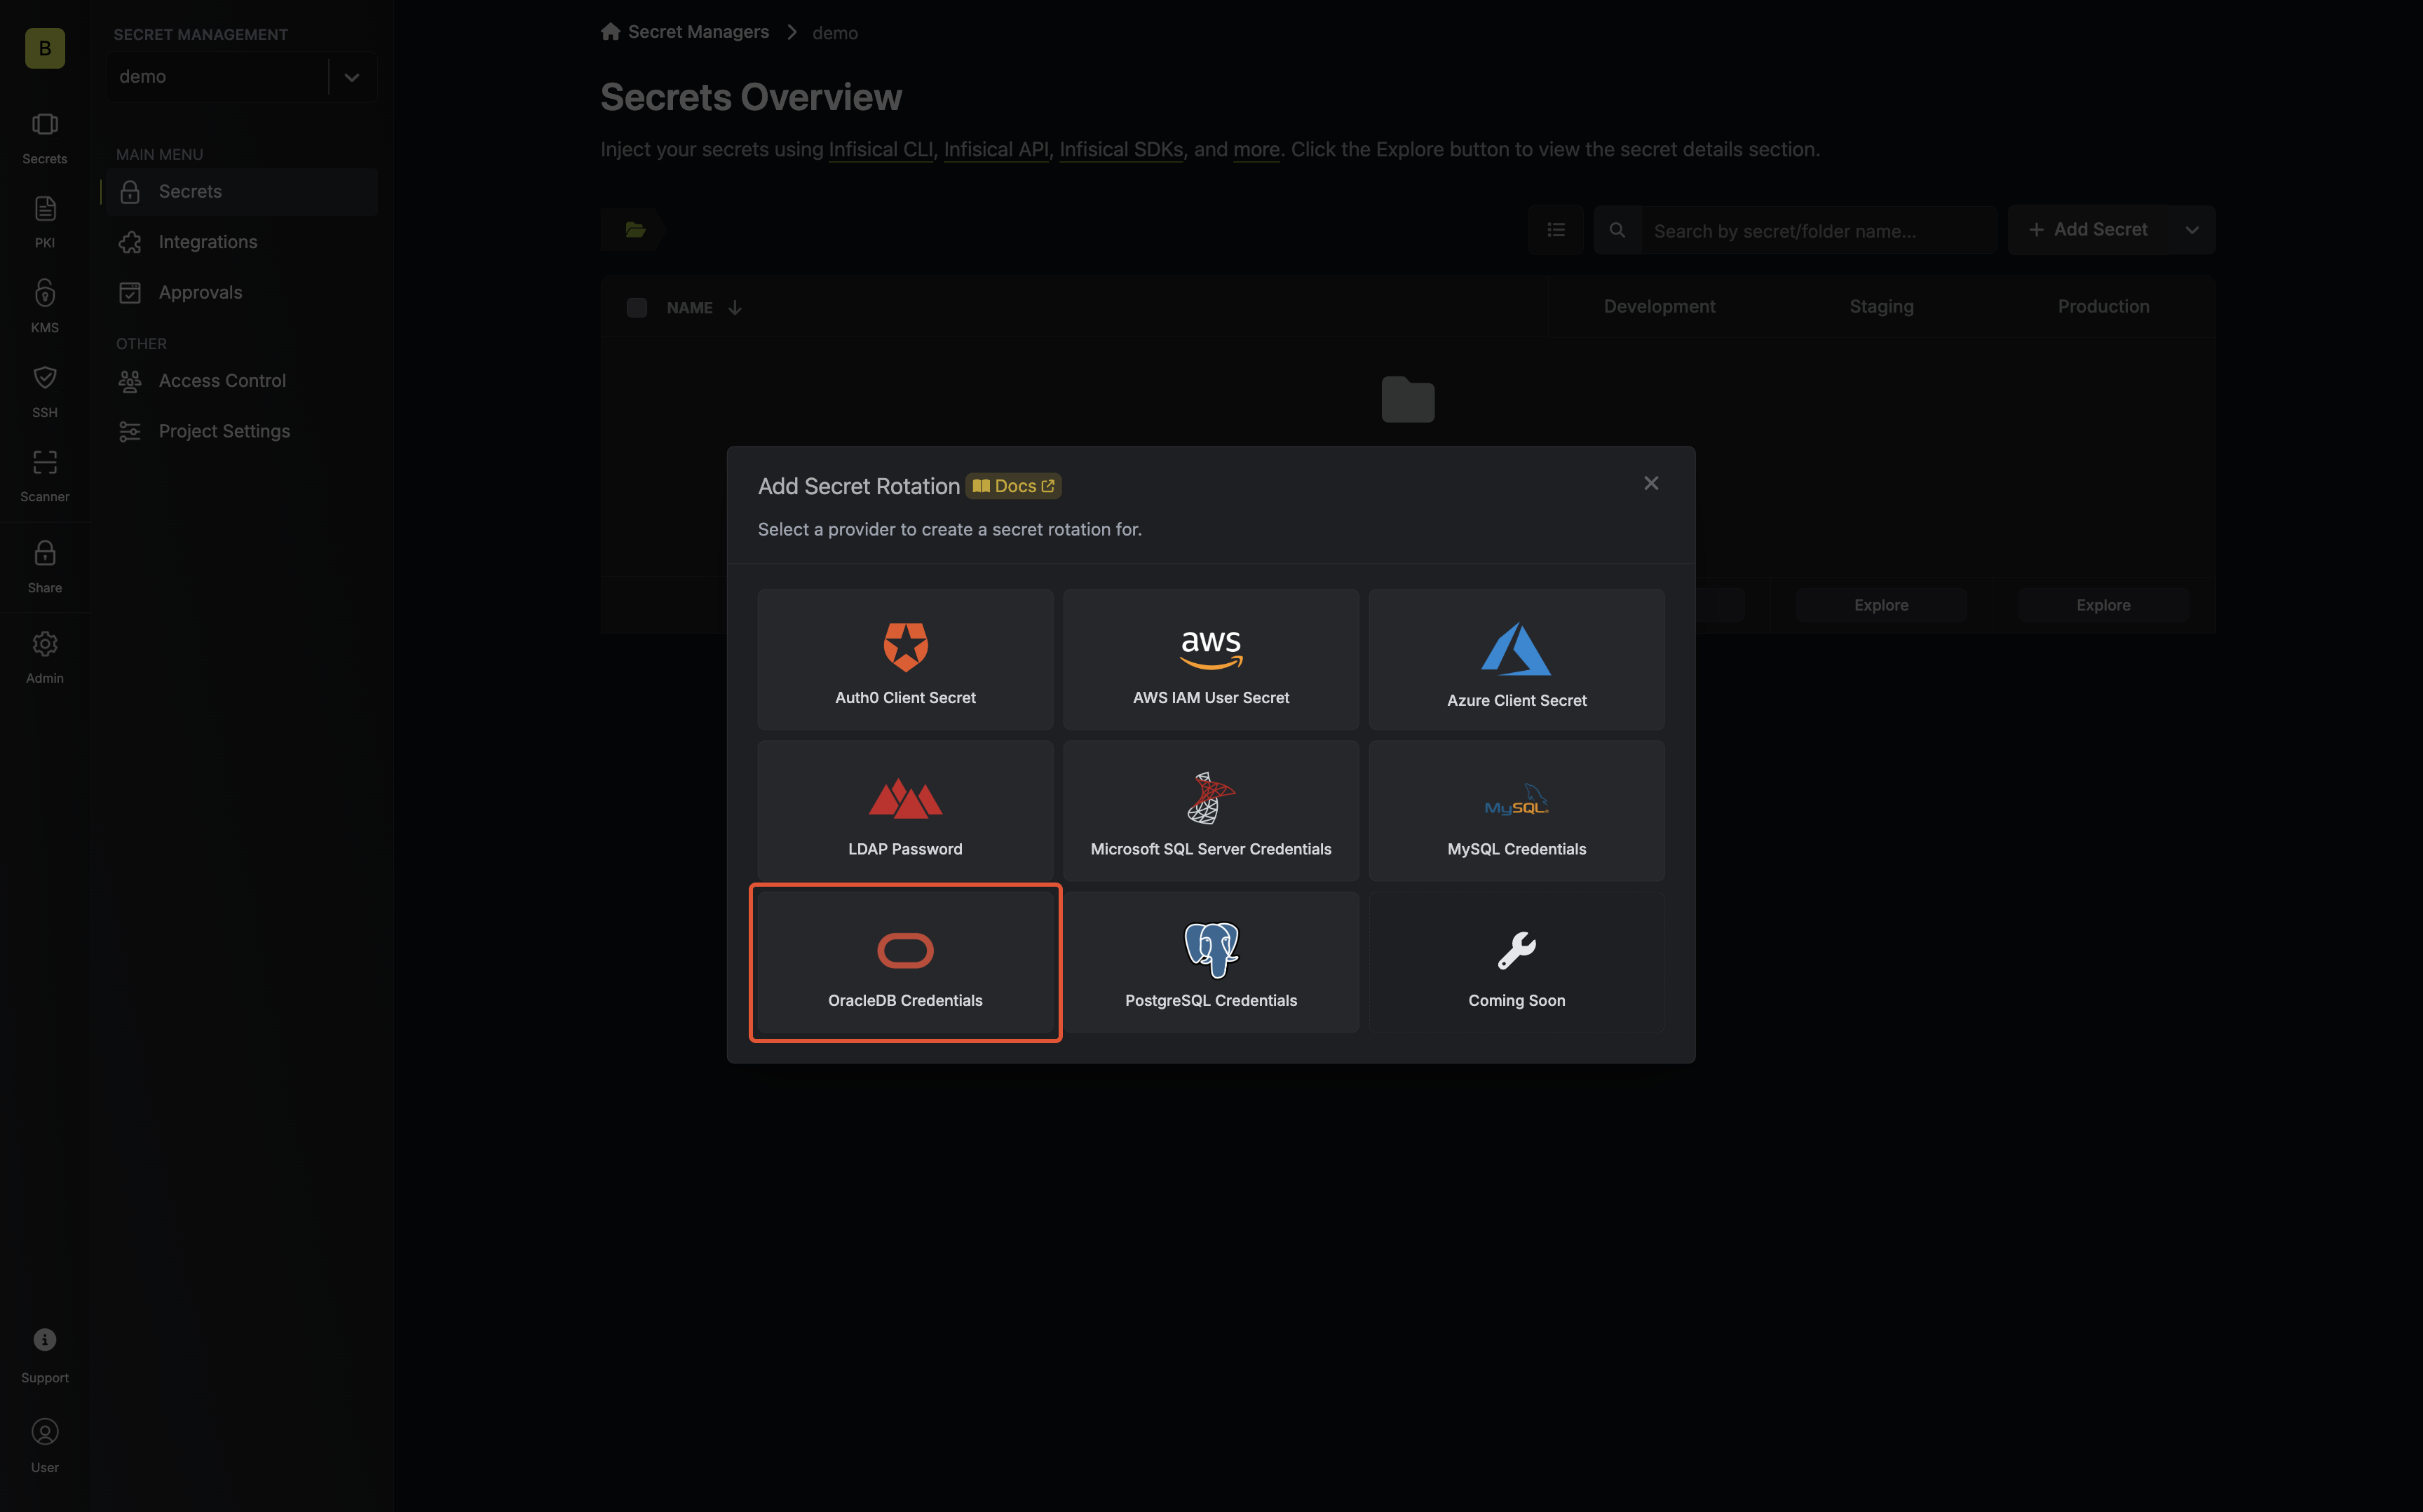 B
Secrets
PKI
KMS
SSH
Scanner
Share
Admin
Support
User
SECRET MANAGEMENT
demo
MAIN MENU
Secrets
Integrations
Approvals
OTHER
Access Control
Project Settings
Secret Managers > demo
Secrets Overview
Inject your secrets using Infisical CLI, Infisical API, Infisical SDKs, and more. Click the Explore button to view the secret details section.
Search by secret/folder name...
+ Add Secret
NAME Development Staging Production
Explore Explore
Add Secret Rotation Docs
Select a provider to create a secret rotation for.
aws
Auth0 Client Secret AWS IAM User Secret Azure Client Secret
MySQL
LDAP Password Microsoft SQL Server Credentials MySQL Credentials
OracleDB Credentials PostgreSQL Credentials Coming Soon